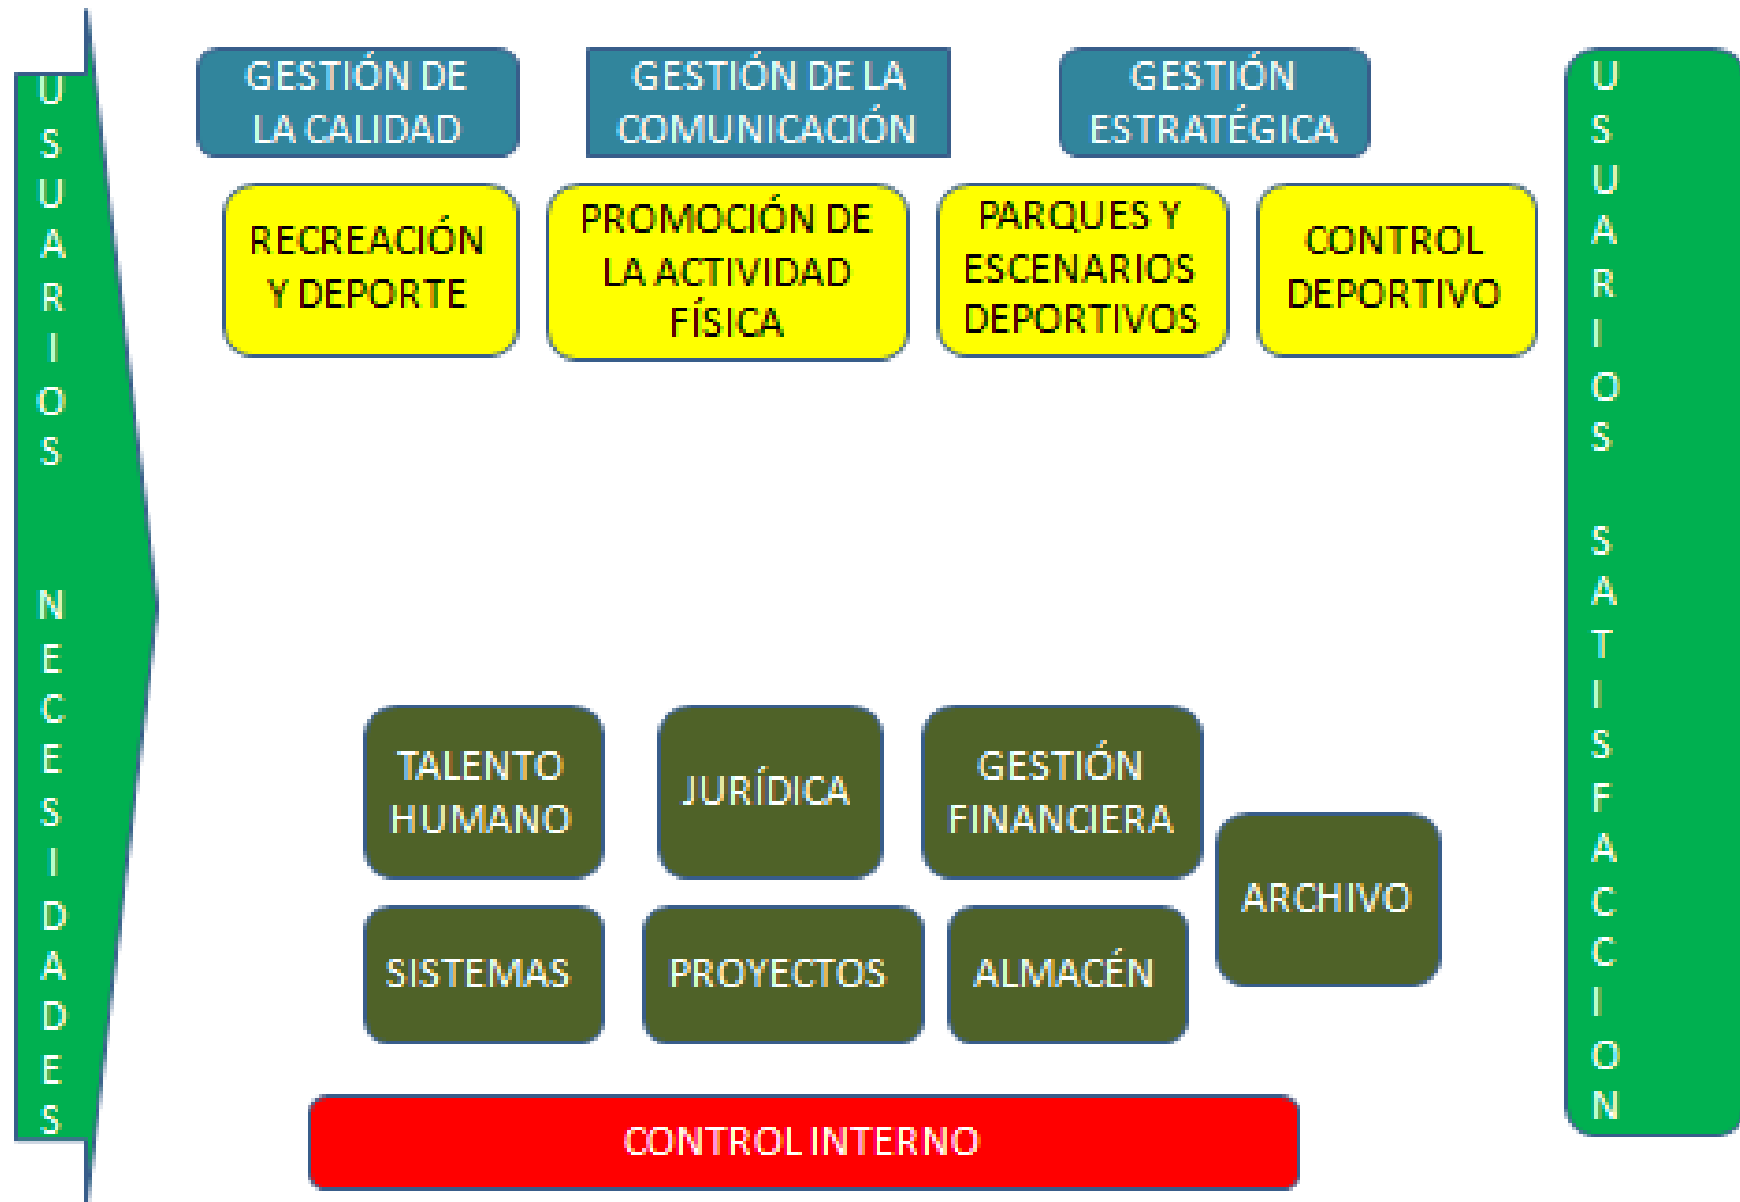 USUARIOS NECESIDADES
GESTIÓN DE
LA CALIDAD
GESTIÓN DE LA
COMUNICACIÓN
GESTIÓN
ESTRATÉGICA
RECREACIÓN
Y DEPORTE
PROMOCIÓN DE
LA ACTIVIDAD
FÍSICA
PARQUES Y
ESCENARIOS
DEPORTIVOS
CONTROL
DEPORTIVO
TALENTO
HUMANO
JURÍDICA
GESTIÓN
FINANCIERA
ARCHIVO
SISTEMAS
PROYECTOS
ALMACÉN
CONTROL INTERNO
USUARIOS SATISFACCION